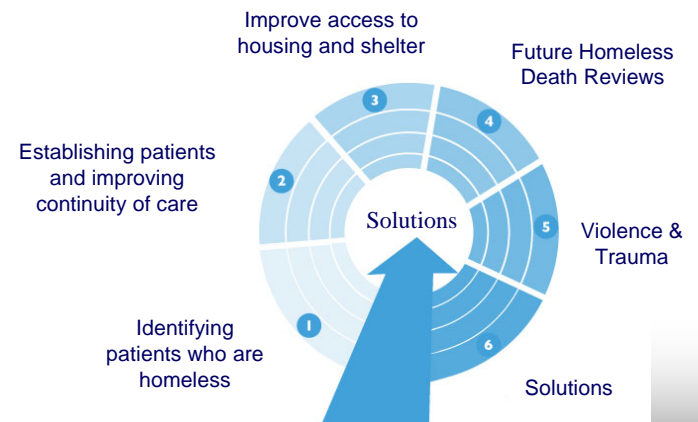 Improve access to
housing and shelter
Future Homeless
Death Reviews
3
4
Establishing patients
and improving
continuity of care
2
Solutions
5
Violence &
Trauma
Identifying
patients who are
homeless
1
6
Solutions